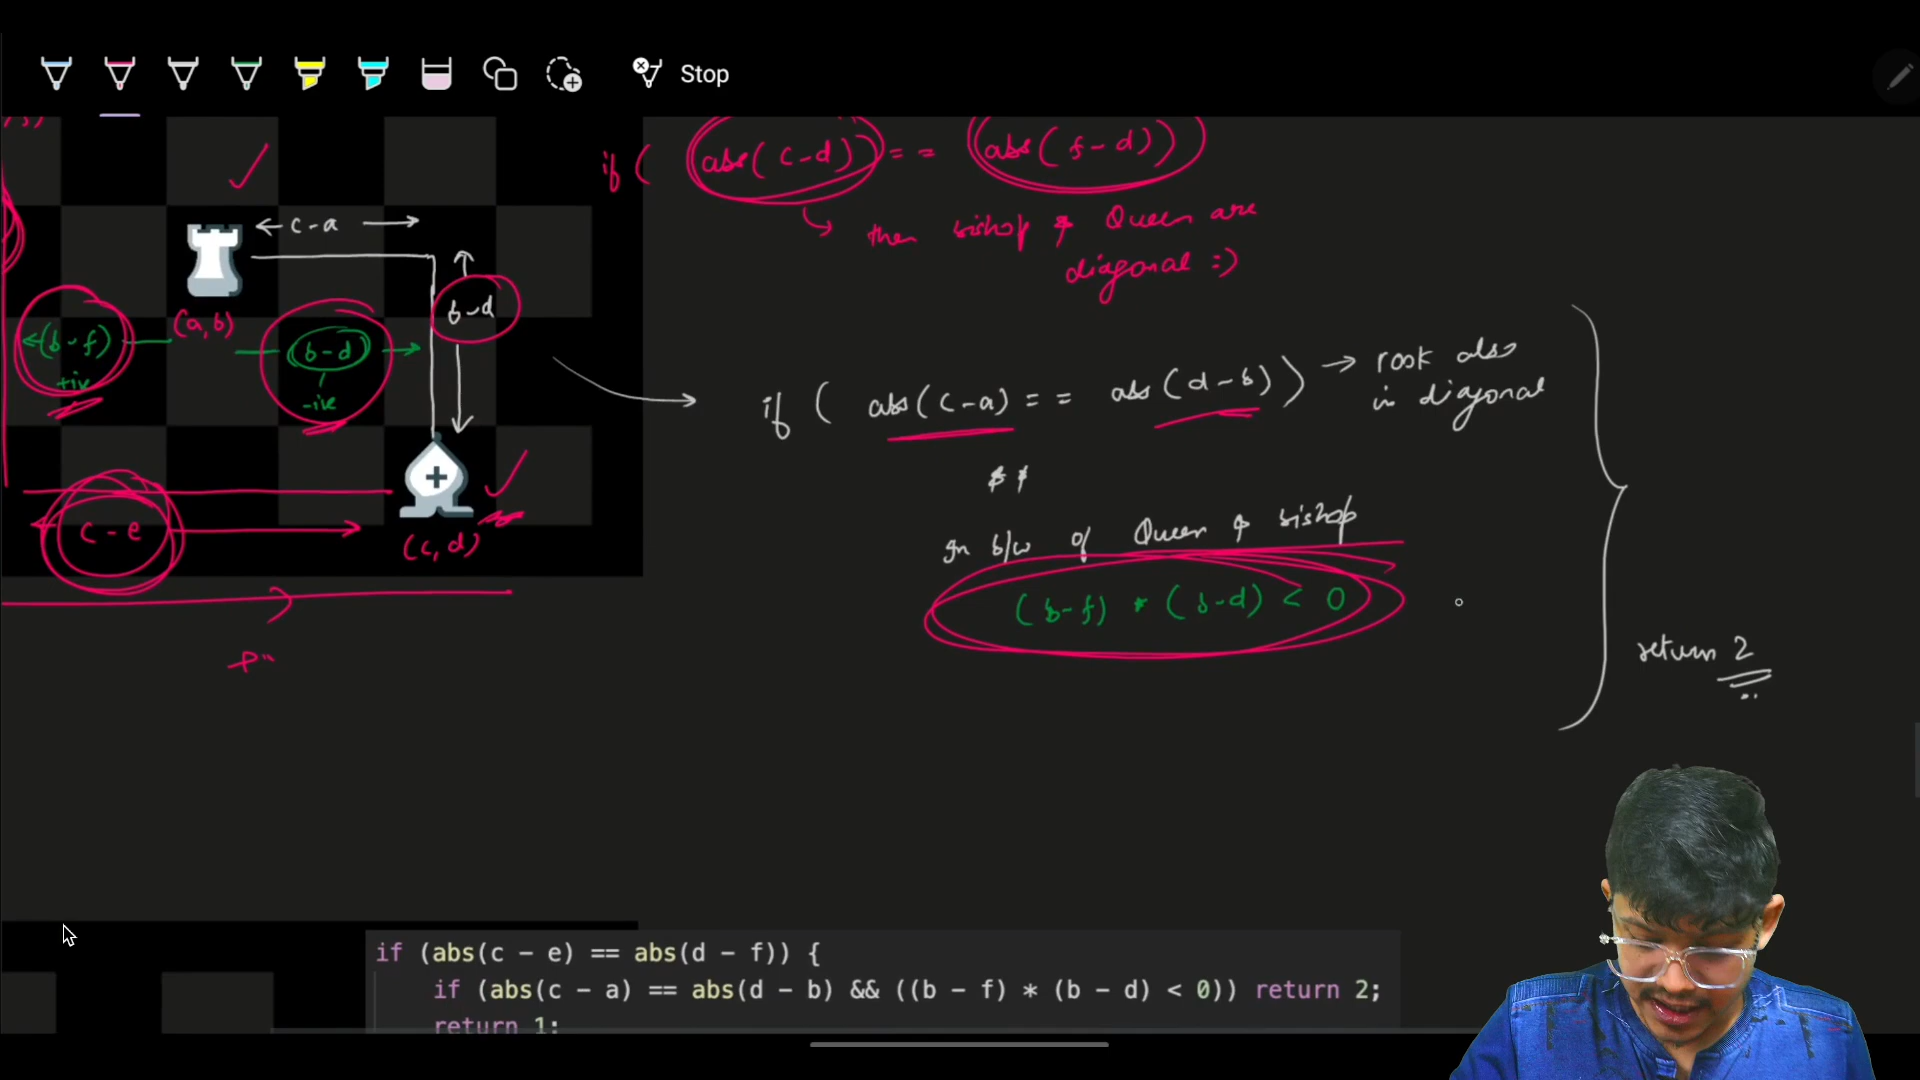 Stop
if ( abs( c-d) == abs( f-d))
↳ then bishop & Queen are
diagonal :)
← c-a →
b-d
(a,b)
←(b-f)
+ive
b-d →
-ive
if ( abs(c-a) == abs(d-b)) → rook also
in diagonal
&&
In b/w of Queen & bishop
(b-f) * (b-d) < 0
c-e
(c,d)
return 2
if (abs(c - e) == abs(d - f)) {
if (abs(c - a) == abs(d - b) && ((b - f) * (b - d) < 0)) return 2;
return 1;